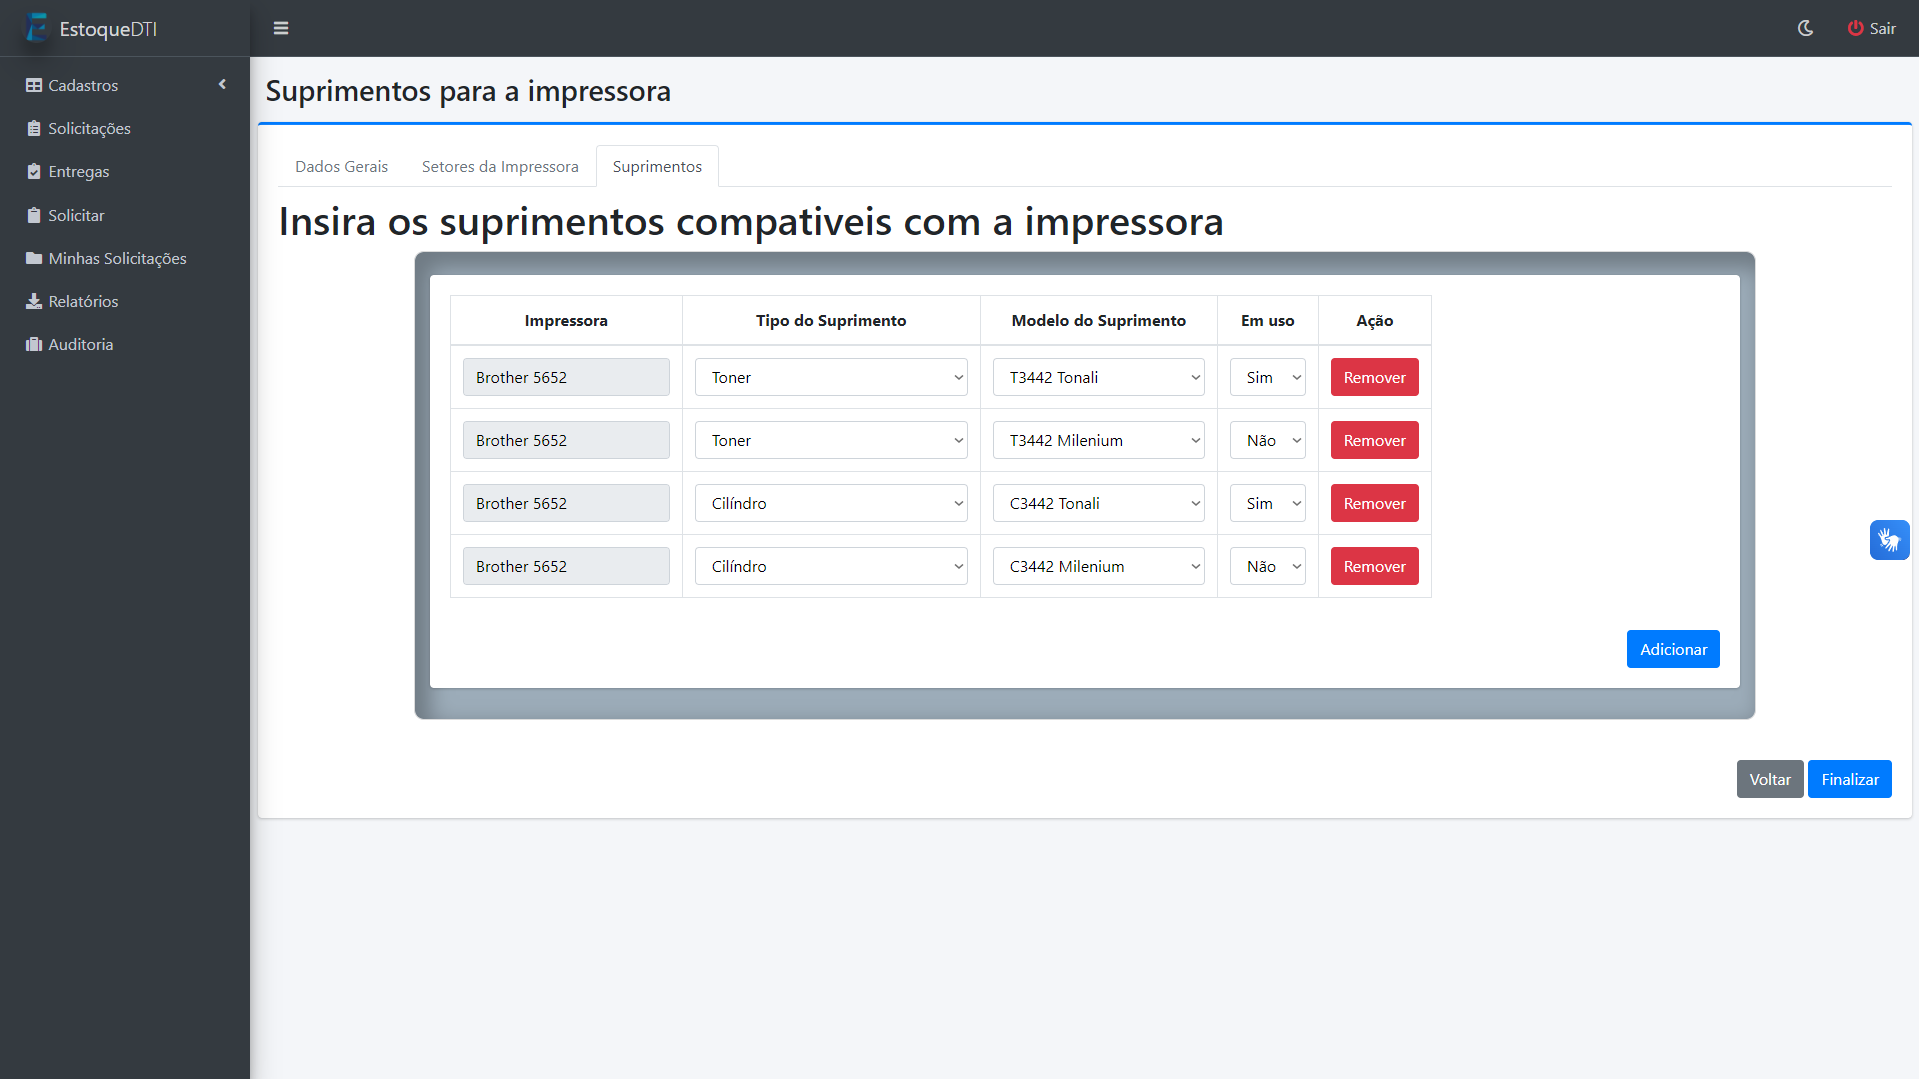 EstoqueDTI
Sair
Cadastros
Solicitações
Entregas
Solicitar
Minhas Solicitações
Relatórios
Auditoria
Suprimentos para a impressora
Dados Gerais Setores da Impressora Suprimentos
Insira os suprimentos compativeis com a impressora
Impressora Tipo do Suprimento Modelo do Suprimento Em uso Ação
Brother 5652 Toner T3442 Tonali Sim Remover
Brother 5652 Toner T3442 Milenium Não Remover
Brother 5652 Cilíndro C3442 Tonali Sim Remover
Brother 5652 Cilíndro C3442 Milenium Não Remover
Adicionar
Voltar Finalizar